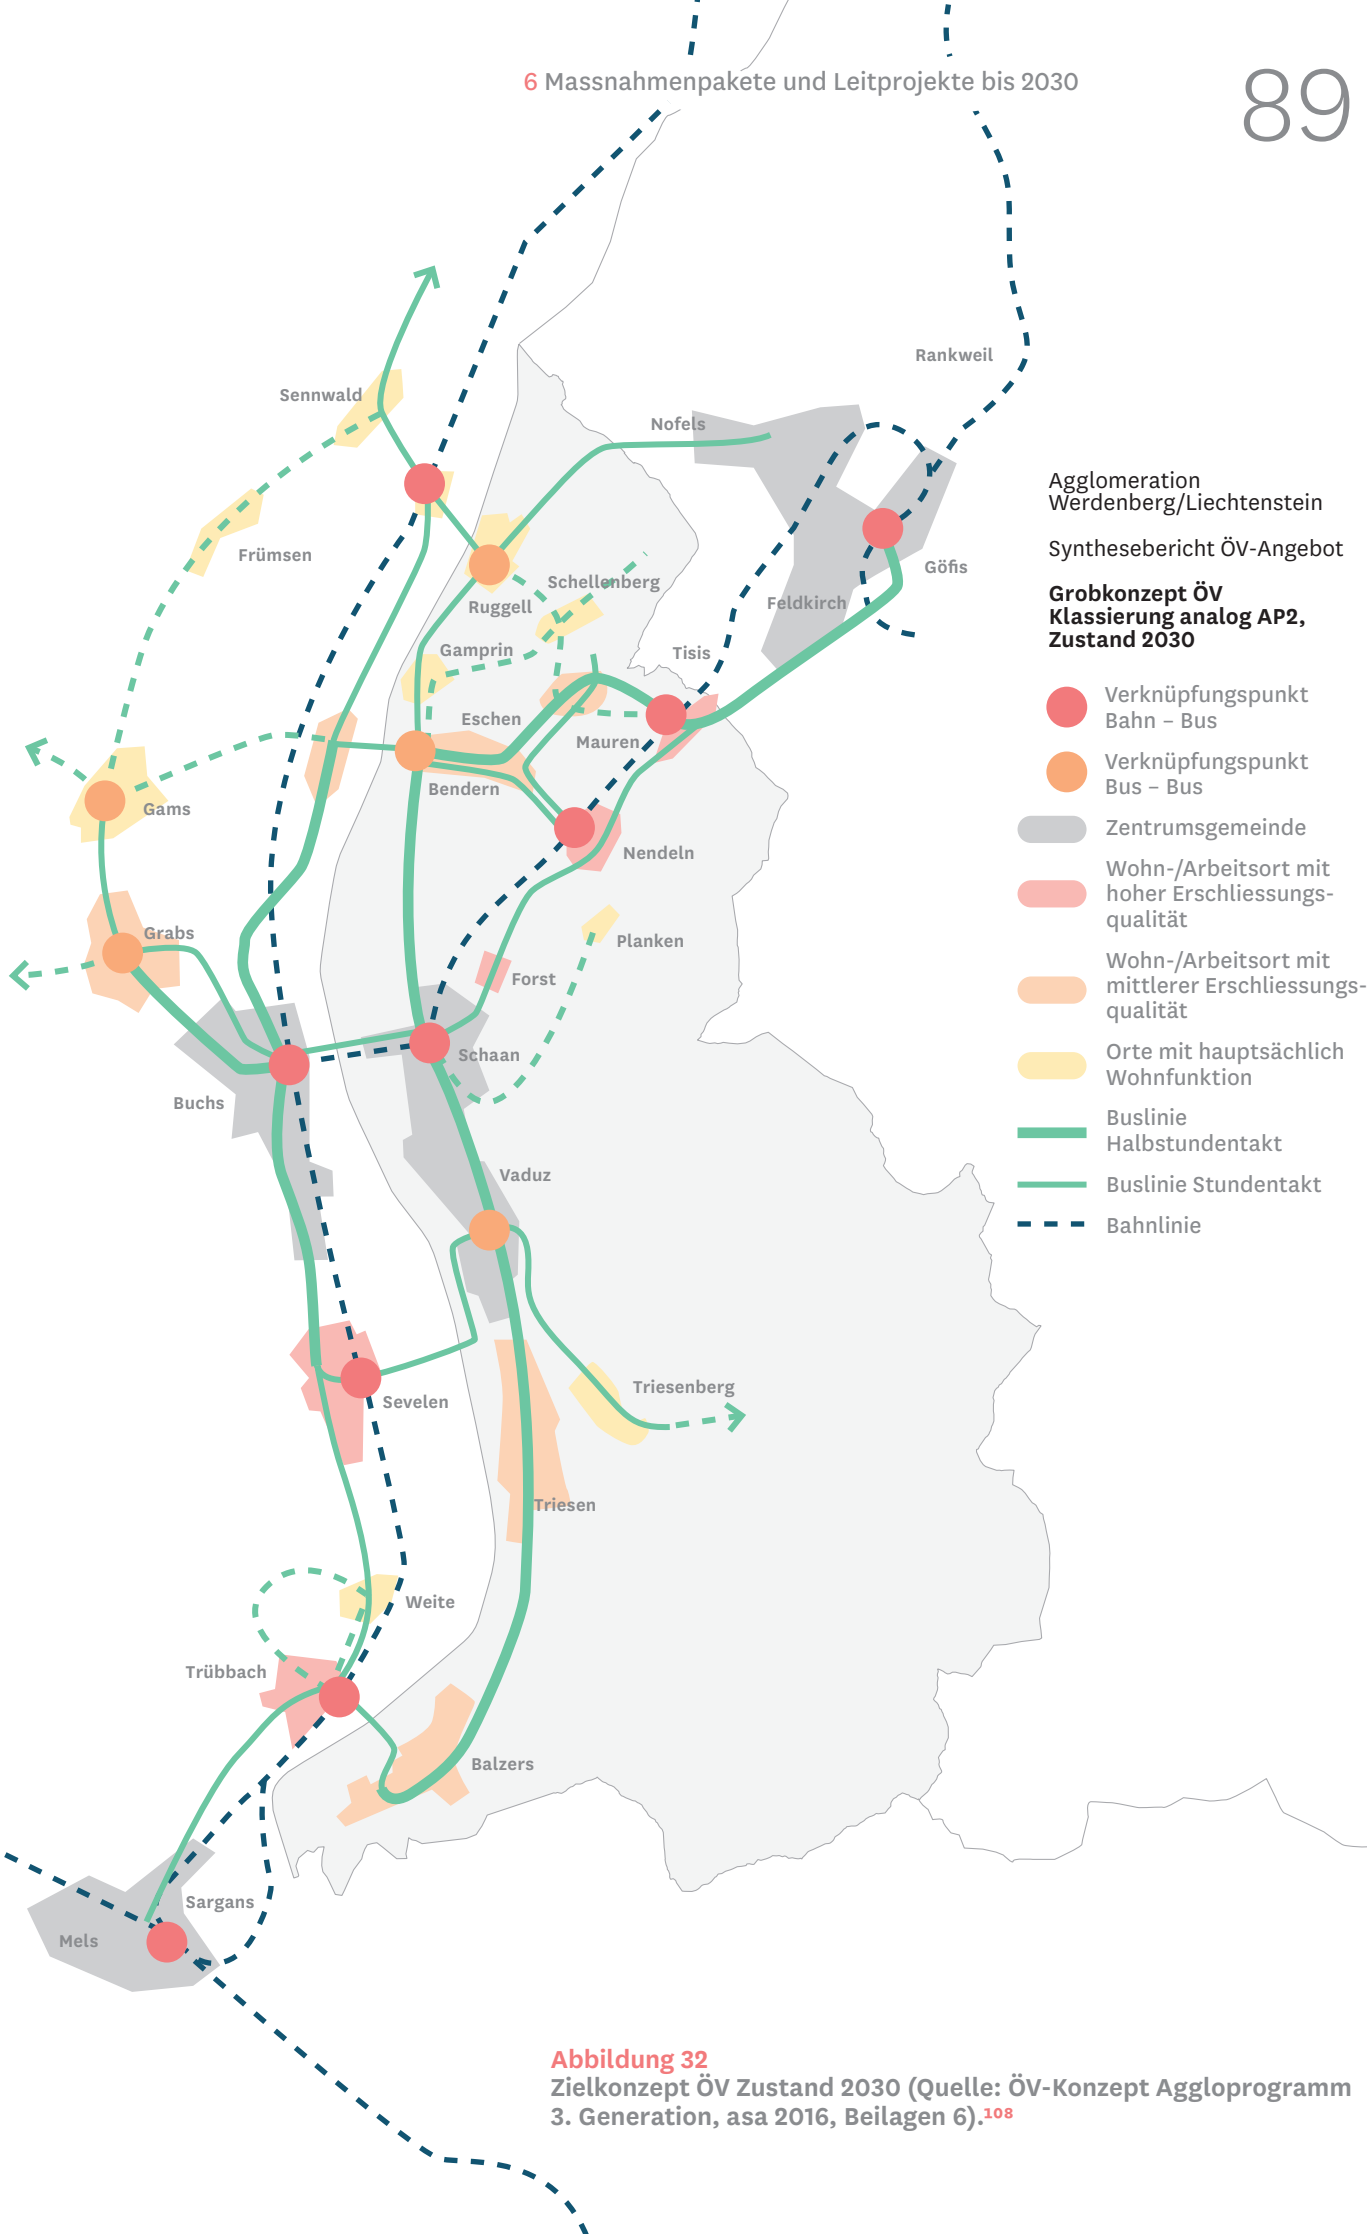 6 Massnahmenpakete und Leitprojekte bis 2030
89
Rankweil
Sennwald
Nofels
Agglomeration
Werdenberg/Liechtenstein
Synthesebericht ÖV-Angebot
Grobkonzept ÖV
Klassierung analog AP2,
Zustand 2030
Frümsen
Göfis
Schellenberg
Ruggell
Feldkirch
Gamprin
Tisis
Verknüpfungspunkt
Bahn – Bus
Eschen
Mauren
Verknüpfungspunkt
Bus – Bus
Bendern
Gams
Zentrumsgemeinde
Nendeln
Wohn-/Arbeitsort mit
hoher Erschliessungs-
qualität
Grabs
Planken
Forst
Wohn-/Arbeitsort mit
mittlerer Erschliessungs-
qualität
Schaan
Orte mit hauptsächlich
Wohnfunktion
Buchs
Buslinie
Halbstundentakt
Vaduz
Buslinie Stundentakt
Bahnlinie
Triesenberg
Sevelen
Triesen
Weite
Trübbach
Balzers
Sargans
Mels
Abbildung 32
Zielkonzept ÖV Zustand 2030 (Quelle: ÖV-Konzept Aggloprogramm
3. Generation, asa 2016, Beilagen 6).¹⁰⁸